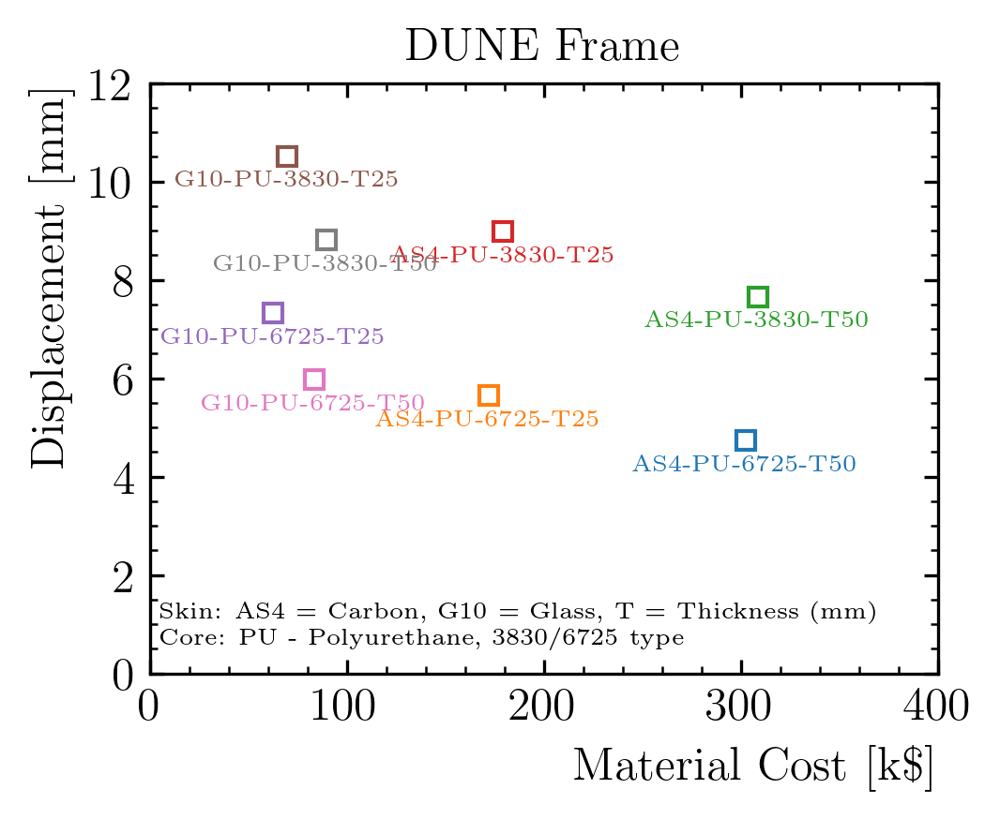 DUNE Frame
Displacement [mm]
12
10
8
6
4
2
0
G10-PU-3830-T25
G10-PU-3830-T50
AS4-PU-3830-T25
AS4-PU-3830-T50
G10-PU-6725-T25
G10-PU-6725-T50
AS4-PU-6725-T25
AS4-PU-6725-T50
Skin: AS4 = Carbon, G10 = Glass, T = Thickness (mm)
Core: PU - Polyurethane, 3830/6725 type
0 100 200 300 400
Material Cost [k$]